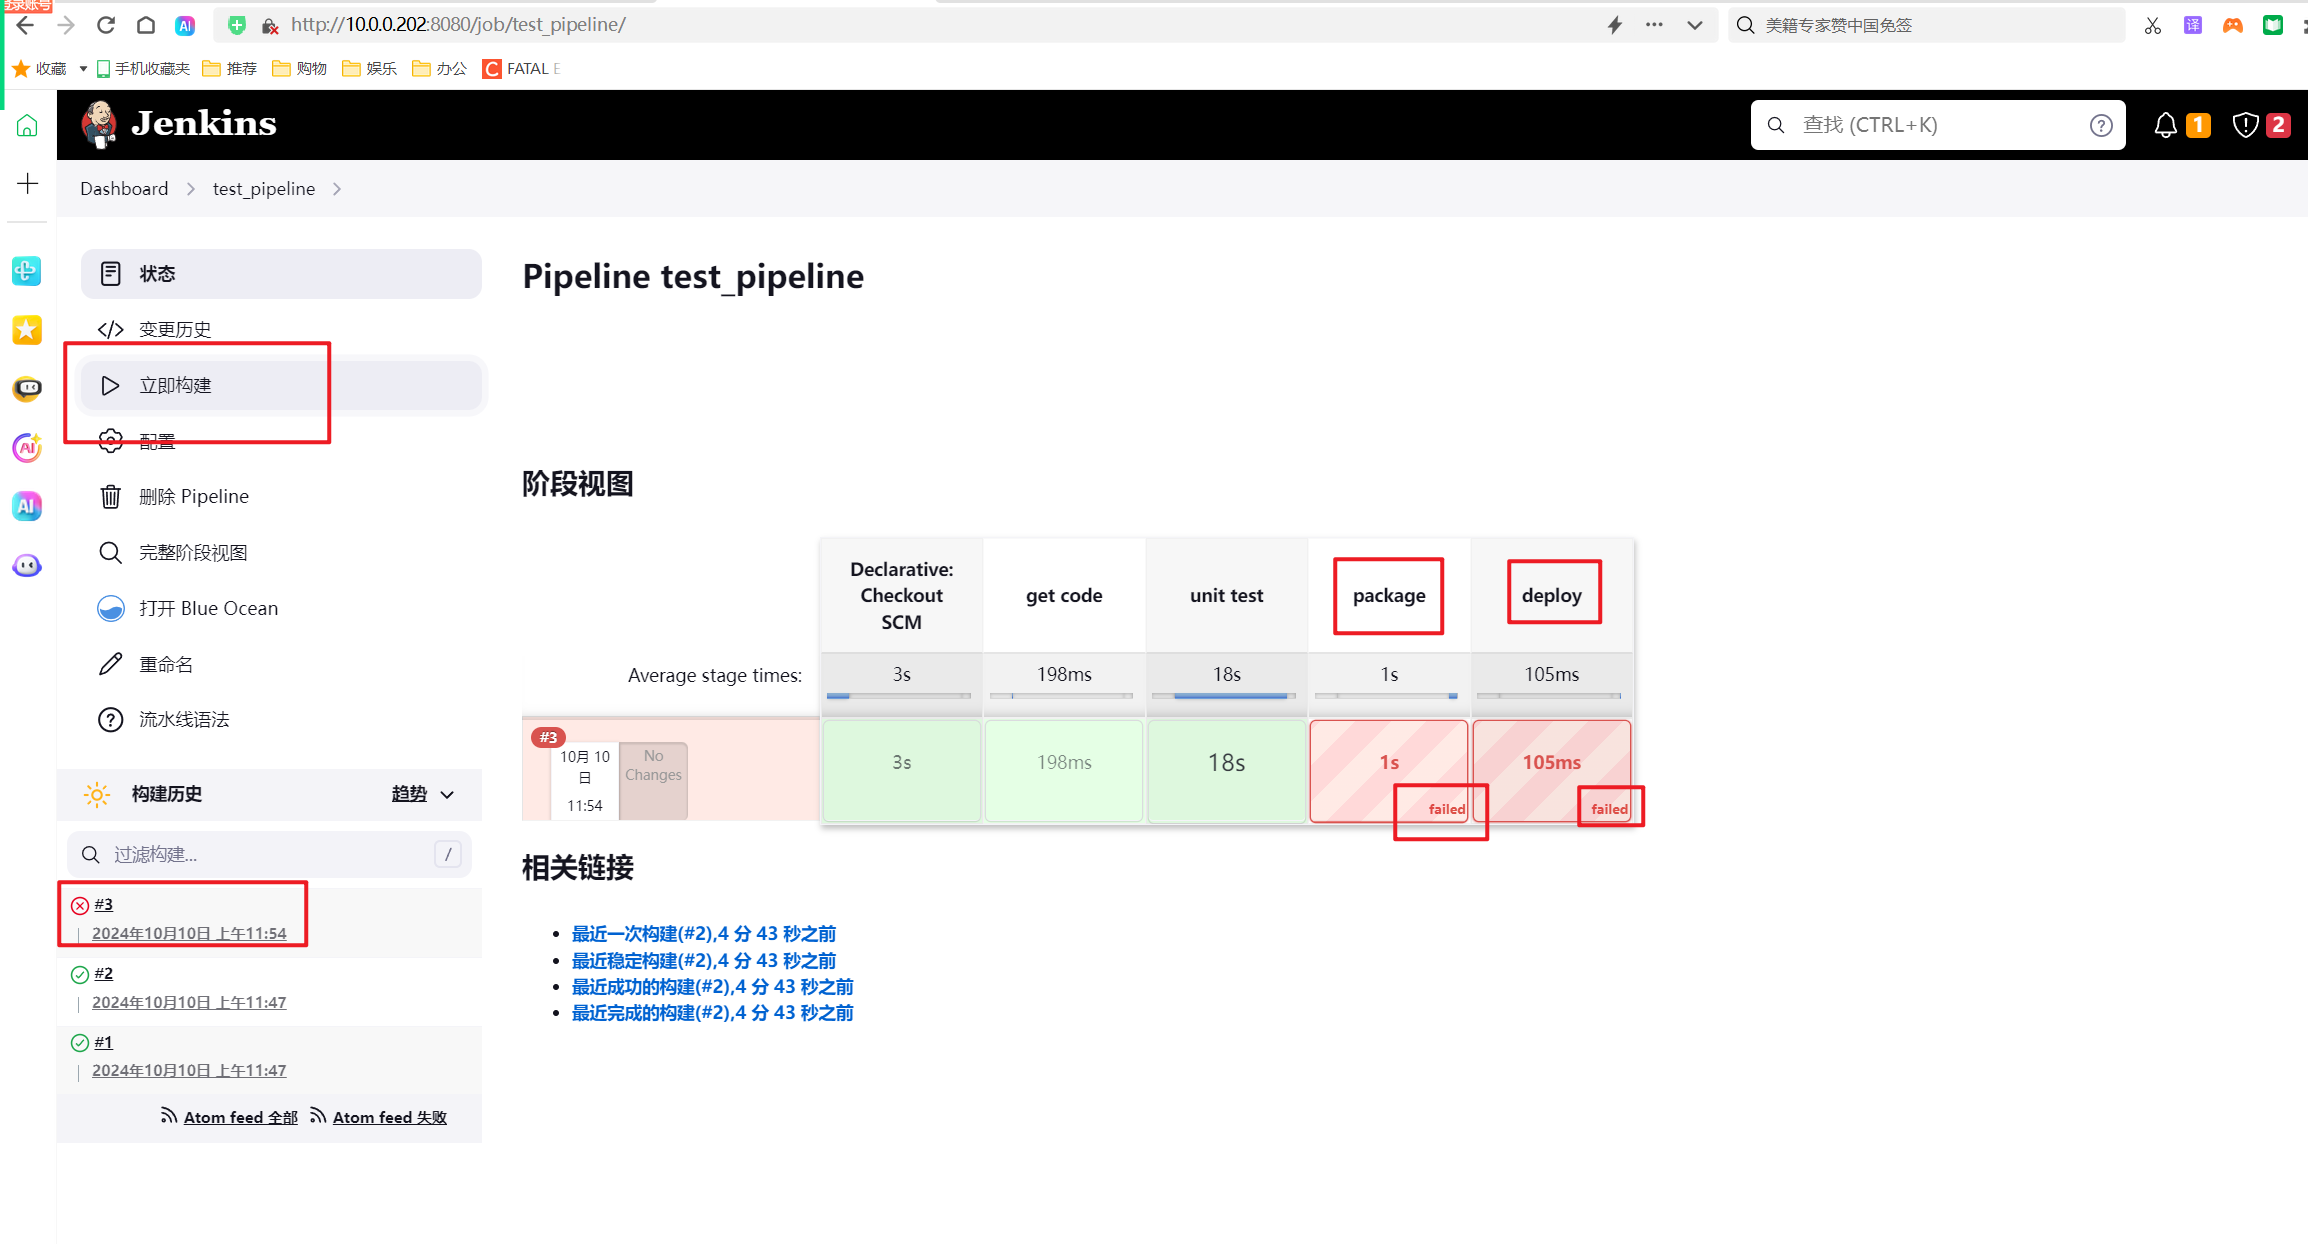 登录账号
http://10.0.0.202:8080/job/test_pipeline/
美籍专家赞中国免签
译
收藏
手机收藏夹
推荐
购物
娱乐
办公
FATAL E
Jenkins
查找 (CTRL+K)
1
2
Dashboard
test_pipeline
状态
变更历史
立即构建
配置
删除 Pipeline
完整阶段视图
打开 Blue Ocean
重命名
流水线语法
构建历史
趋势
过滤构建...
/
#3
2024年10月10日 上午11:54
#2
2024年10月10日 上午11:47
#1
2024年10月10日 上午11:47
Atom feed 全部
Atom feed 失败
Pipeline test_pipeline
阶段视图
Declarative:
Checkout
SCM
get code
unit test
package
deploy
Average stage times:
3s
198ms
18s
1s
105ms
#3
10月 10
日
11:54
No
Changes
3s
198ms
18s
1s
failed
105ms
failed
相关链接
最近一次构建(#2),4 分 43 秒之前
最近稳定构建(#2),4 分 43 秒之前
最近成功的构建(#2),4 分 43 秒之前
最近完成的构建(#2),4 分 43 秒之前